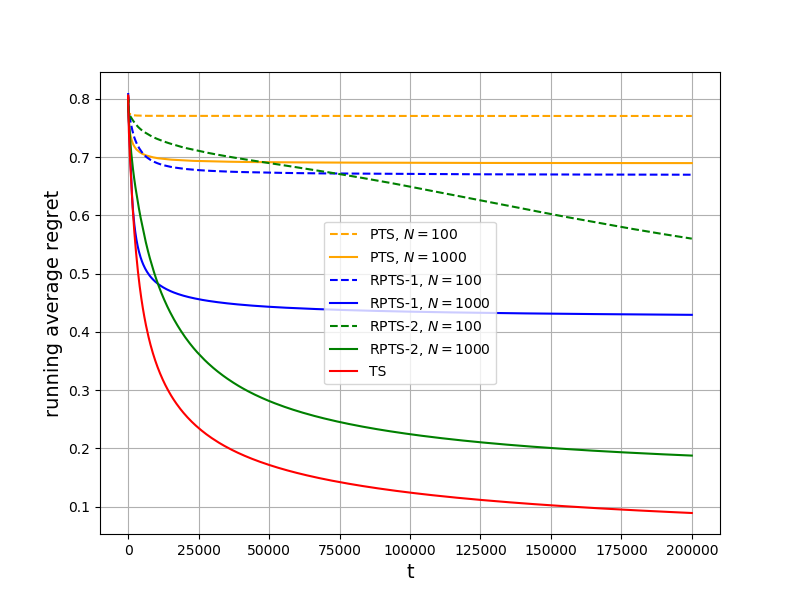 0.8
0.7
0.6
0.5
0.4
0.3
0.2
0.1
running average regret
PTS, N = 100
PTS, N = 1000
RPTS-1, N = 100
RPTS-1, N = 1000
RPTS-2, N = 100
RPTS-2, N = 1000
TS
0 25000 50000 75000 100000 125000 150000 175000 200000
t